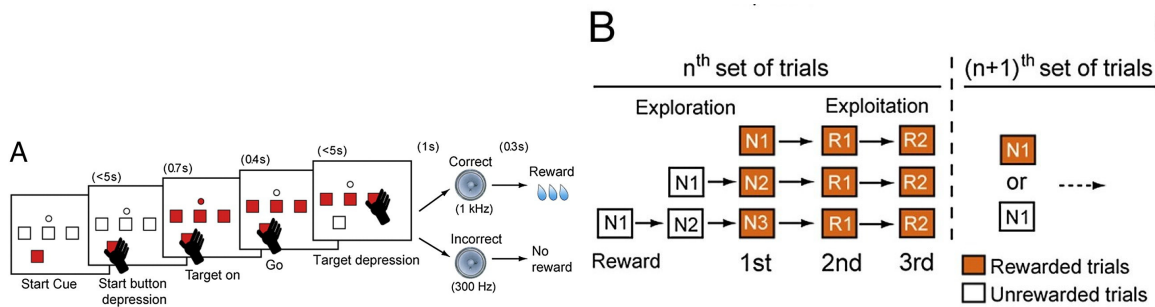 A
(<5s)
(0.7s)
(0.4s)
(<5s)
(1s)
(0.3s)
Correct
(1 kHz)
Reward
Incorrect
(300 Hz)
No
reward
Start Cue
Start button
depression
Target on
Go
Target depression
B
nth set of trials
(n+1)th set of trials
Exploration
Exploitation
N1 R1 R2
N1 N2 R1 R2
N1 N2 N3 R1 R2
N1
or
N1
Reward 1st 2nd 3rd
Rewarded trials
Unrewarded trials